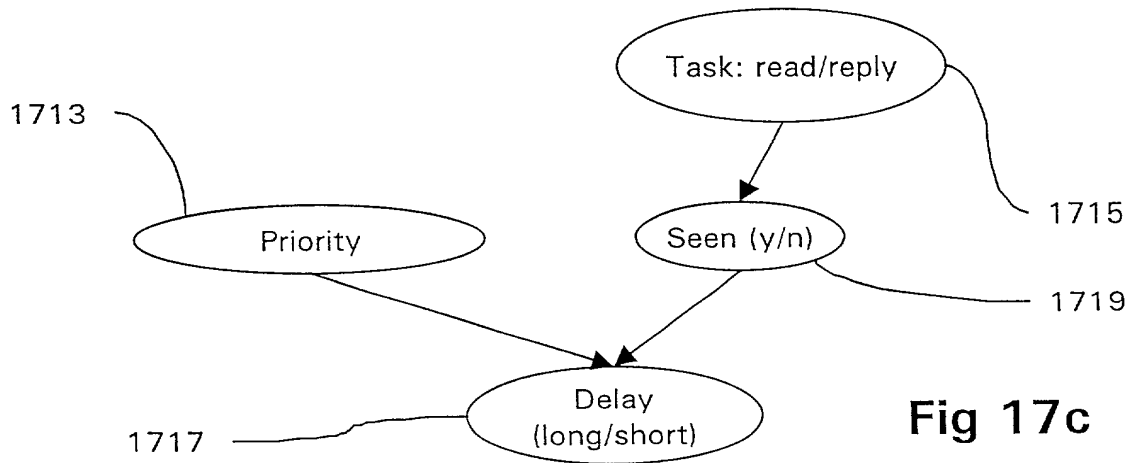 Task: read/reply
1713
1715
Priority
Seen (y/n)
1719
Delay
(long/short)
Fig 17c
1717